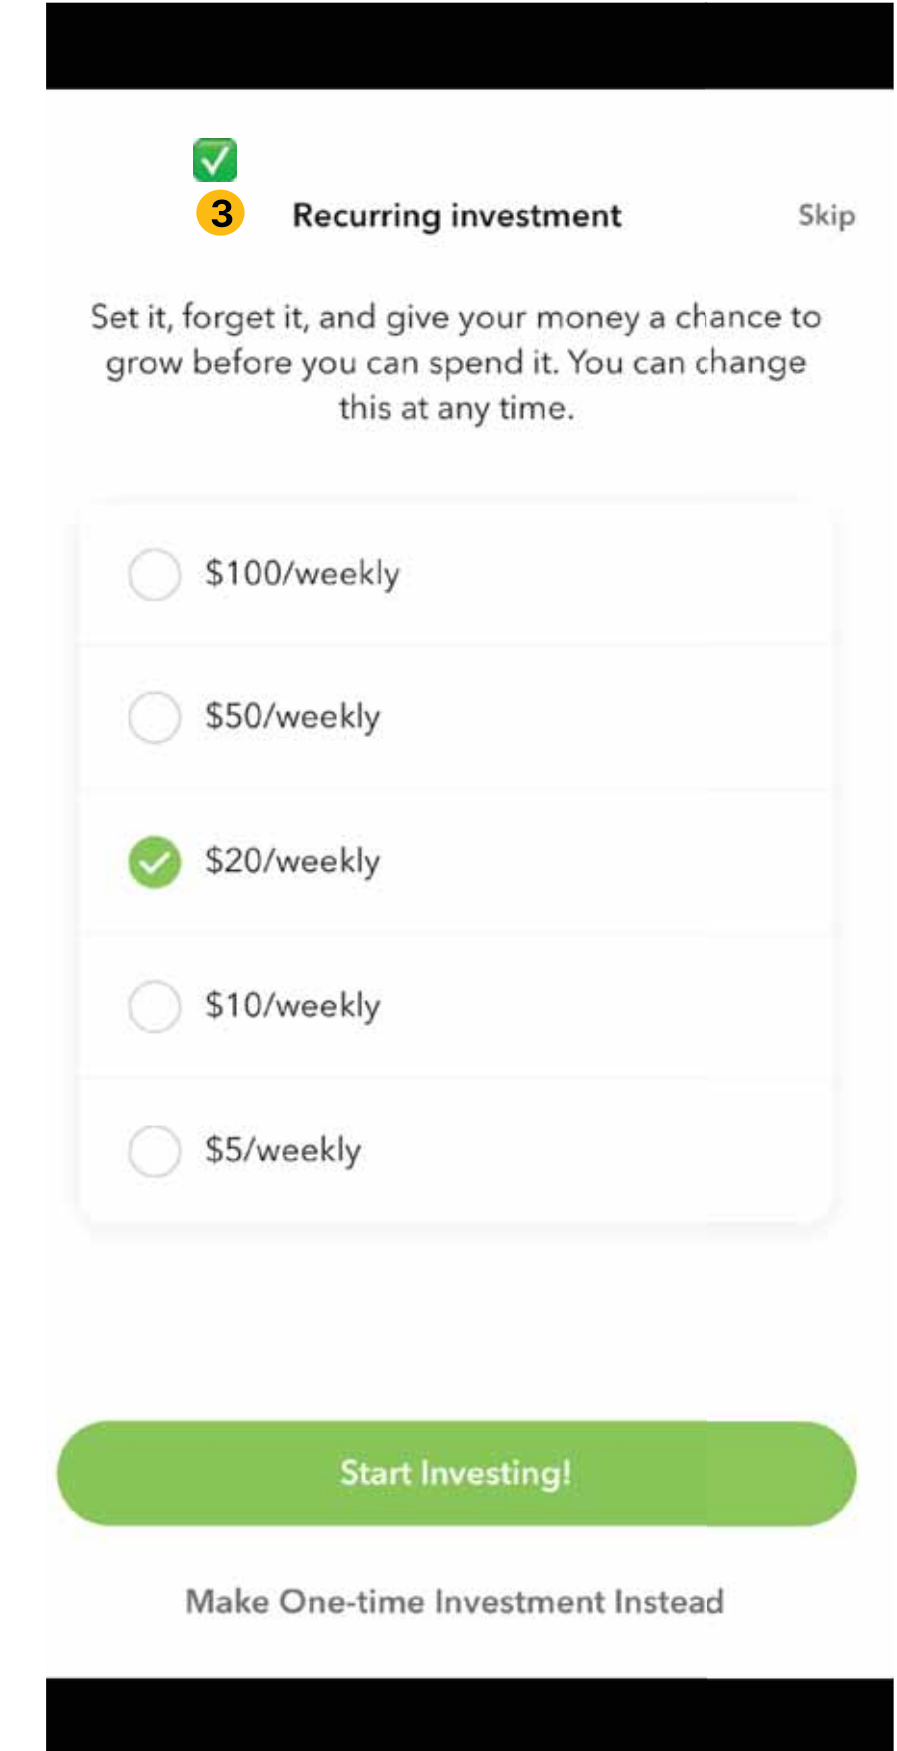 3 Recurring investment Skip
Set it, forget it, and give your money a chance to
grow before you can spend it. You can change
this at any time.
$100/weekly
$50/weekly
$20/weekly
$10/weekly
$5/weekly
Start Investing!
Make One-time Investment Instead